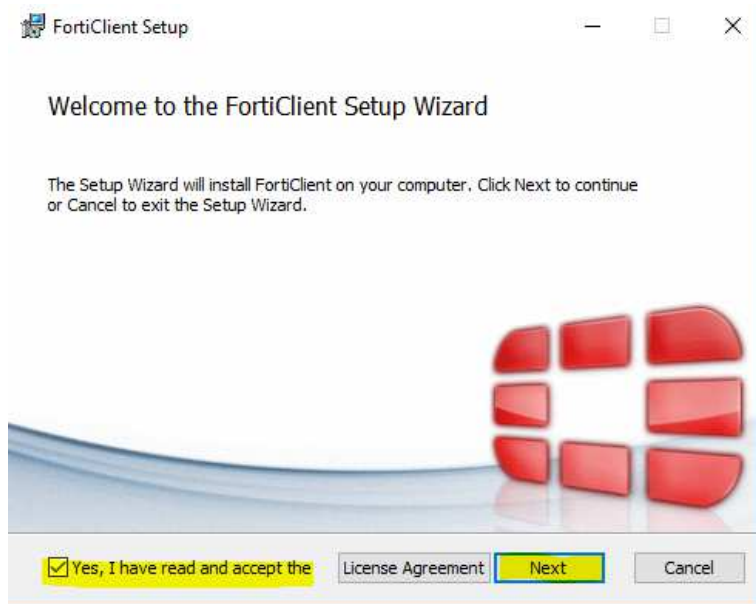 FortiClient Setup
Welcome to the FortiClient Setup Wizard
The Setup Wizard will install FortiClient on your computer. Click Next to continue
or Cancel to exit the Setup Wizard.
Yes, I have read and accept the License Agreement Next Cancel